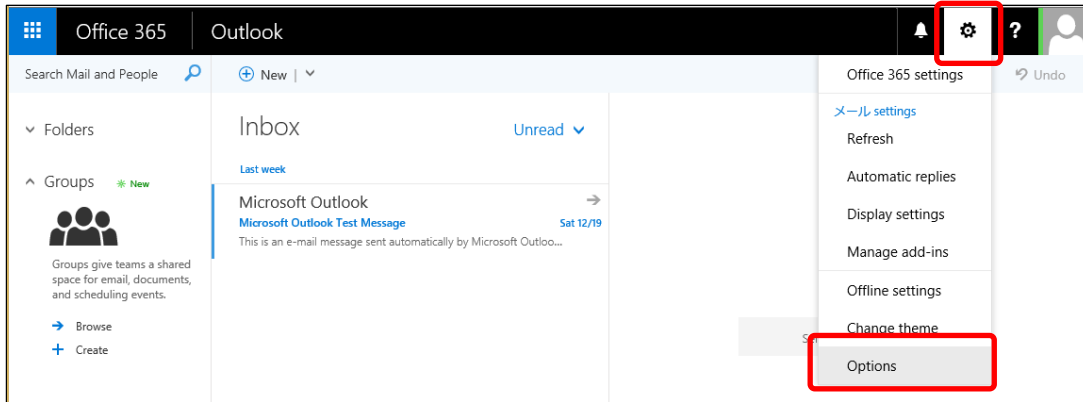 Office 365
Outlook
?
Search Mail and People
New
Office 365 settings
Undo
Folders
Inbox
Unread
メール settings
Refresh
Last week
Groups
New
Automatic replies
Microsoft Outlook
Microsoft Outlook Test Message
Sat 12/19
Display settings
This is an e-mail message sent automatically by Microsoft Outloo...
Manage add-ins
Groups give teams a shared
space for email, documents,
and scheduling events.
Offline settings
Browse
Change theme
Create
Options